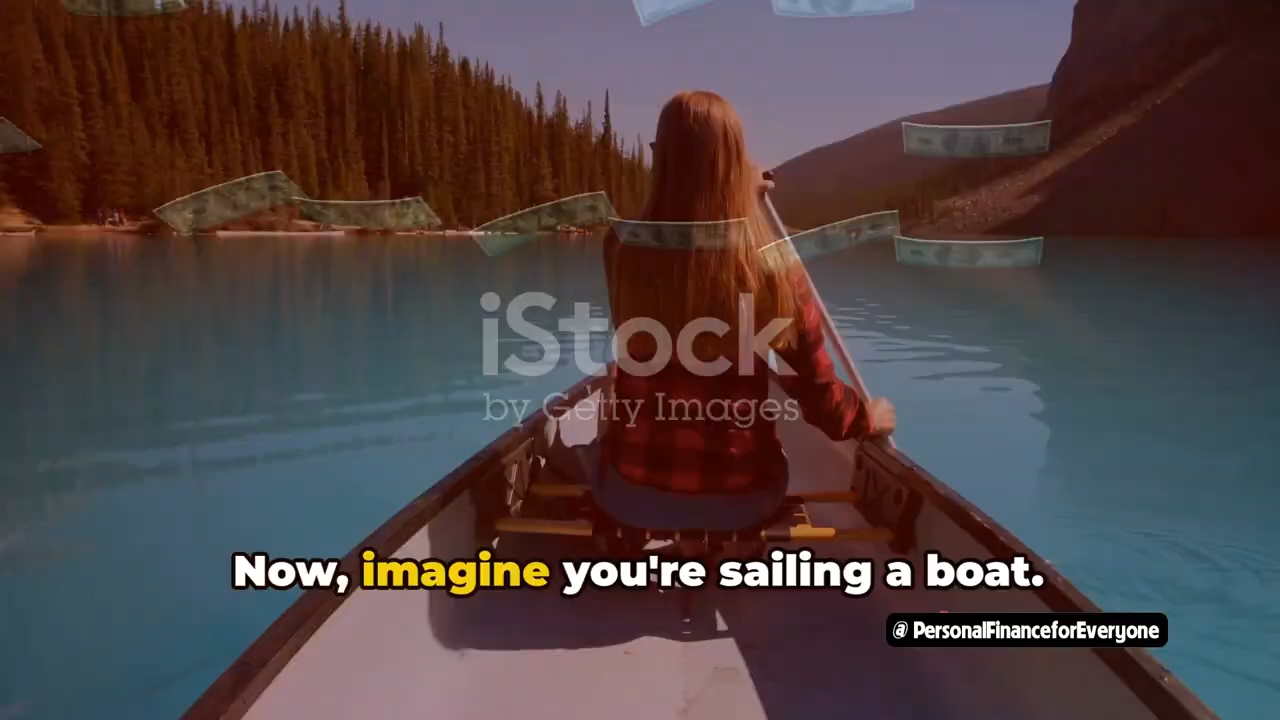 iStock
by Getty Images
Now, imagine you're sailing a boat.
@ PersonalFinanceforEveryone